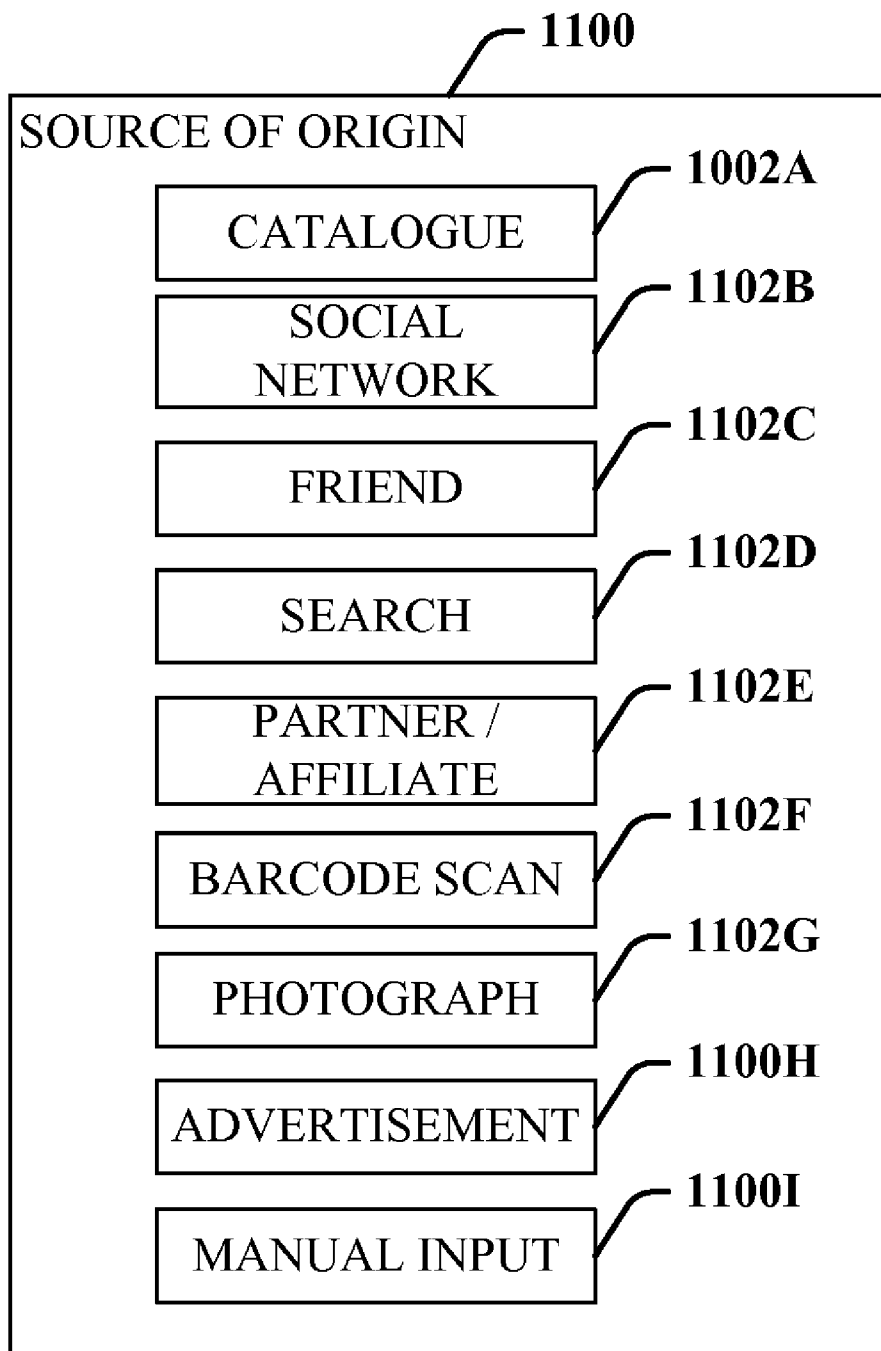 1100
SOURCE OF ORIGIN
1002A
CATALOGUE
1102B
SOCIAL
NETWORK
1102C
FRIEND
1102D
SEARCH
1102E
PARTNER /
AFFILIATE
1102F
BARCODE SCAN
1102G
PHOTOGRAPH
1100H
ADVERTISEMENT
1100I
MANUAL INPUT